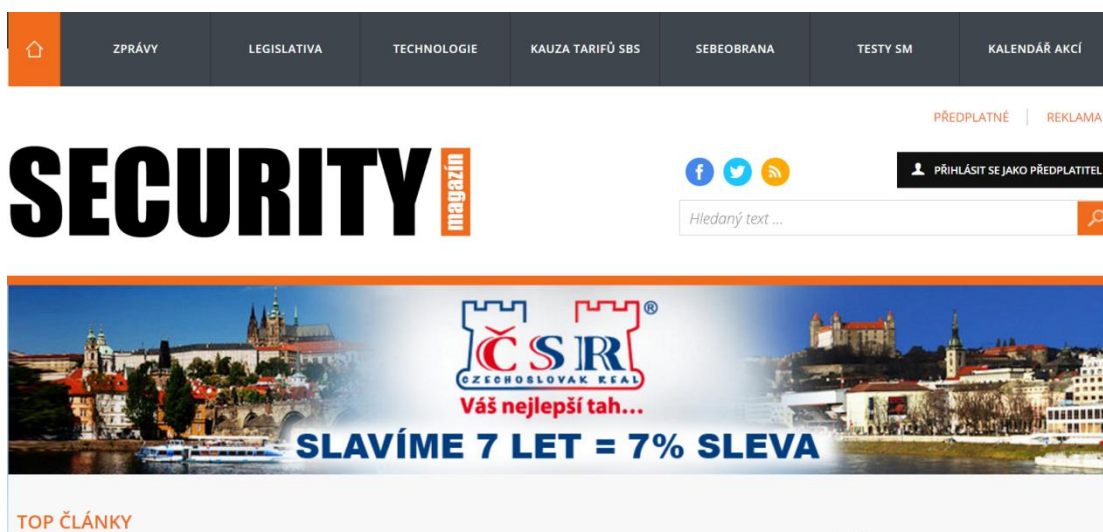 ZPRÁVY
LEGISLATIVA
TECHNOLOGIE
KAUZA TARIFŮ SBS
SEBEOBRANA
TESTY SM
KALENDÁŘ AKCÍ
PŘEDPLATNÉ
REKLAMA
SECURITY magazín
PŘIHLÁSIT SE JAKO PŘEDPLATITEL
Hledaný text ...
ČSR®
CZECHOSLOVAK REAL
Váš nejlepší tah...
SLAVÍME 7 LET = 7% SLEVA
TOP ČLÁNKY